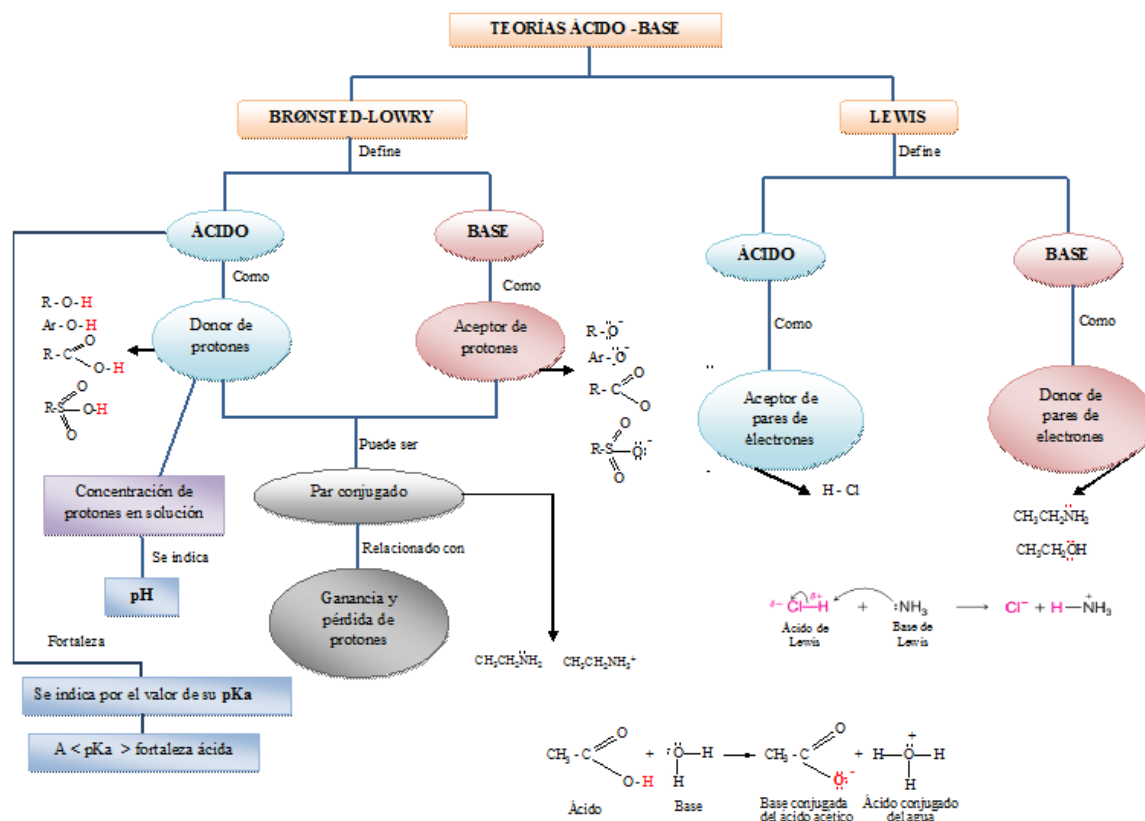 TEORÍAS ÁCIDO - BASE
BRØNSTED-LOWRY
LEWIS
Define
Define
ÁCIDO
BASE
ÁCIDO
BASE
Como
Como
Como
Como
R - O - H
Ar - O - H
R - C
O
O - H
R-S
O
O-H
O
Donor de
protones
Aceptor de
protones
R - O⁻
Ar - O⁻
R - C
O
O
R-S
O
O⁻
O
Aceptor de
pares de
électrones
Donor de
pares de
electrones
Puede ser
Concentración de
protones en solución
Par conjugado
H - Cl
CH₃CH₂NH₂
CH₃CH₂OH
Se indica
Relacionado con
pH
Ganancia y
pérdida de
protones
δ− Cl—H δ+ + :NH₃ → Cl⁻ + H—NH₃ +
Ácido de
Lewis
Base de
Lewis
Fortaleza
CH₃CH₂NH₂ CH₃CH₂NH₃⁺
Se indica por el valor de su pKa
A < pKa > fortaleza ácida
CH₃ - C
O
O - H
+
O—H
H
CH₃ - C
O
O⁻
+
H—O—H
+
H
Ácido
Base
Base conjugada
del ácido acético
Ácido conjugado
del agua